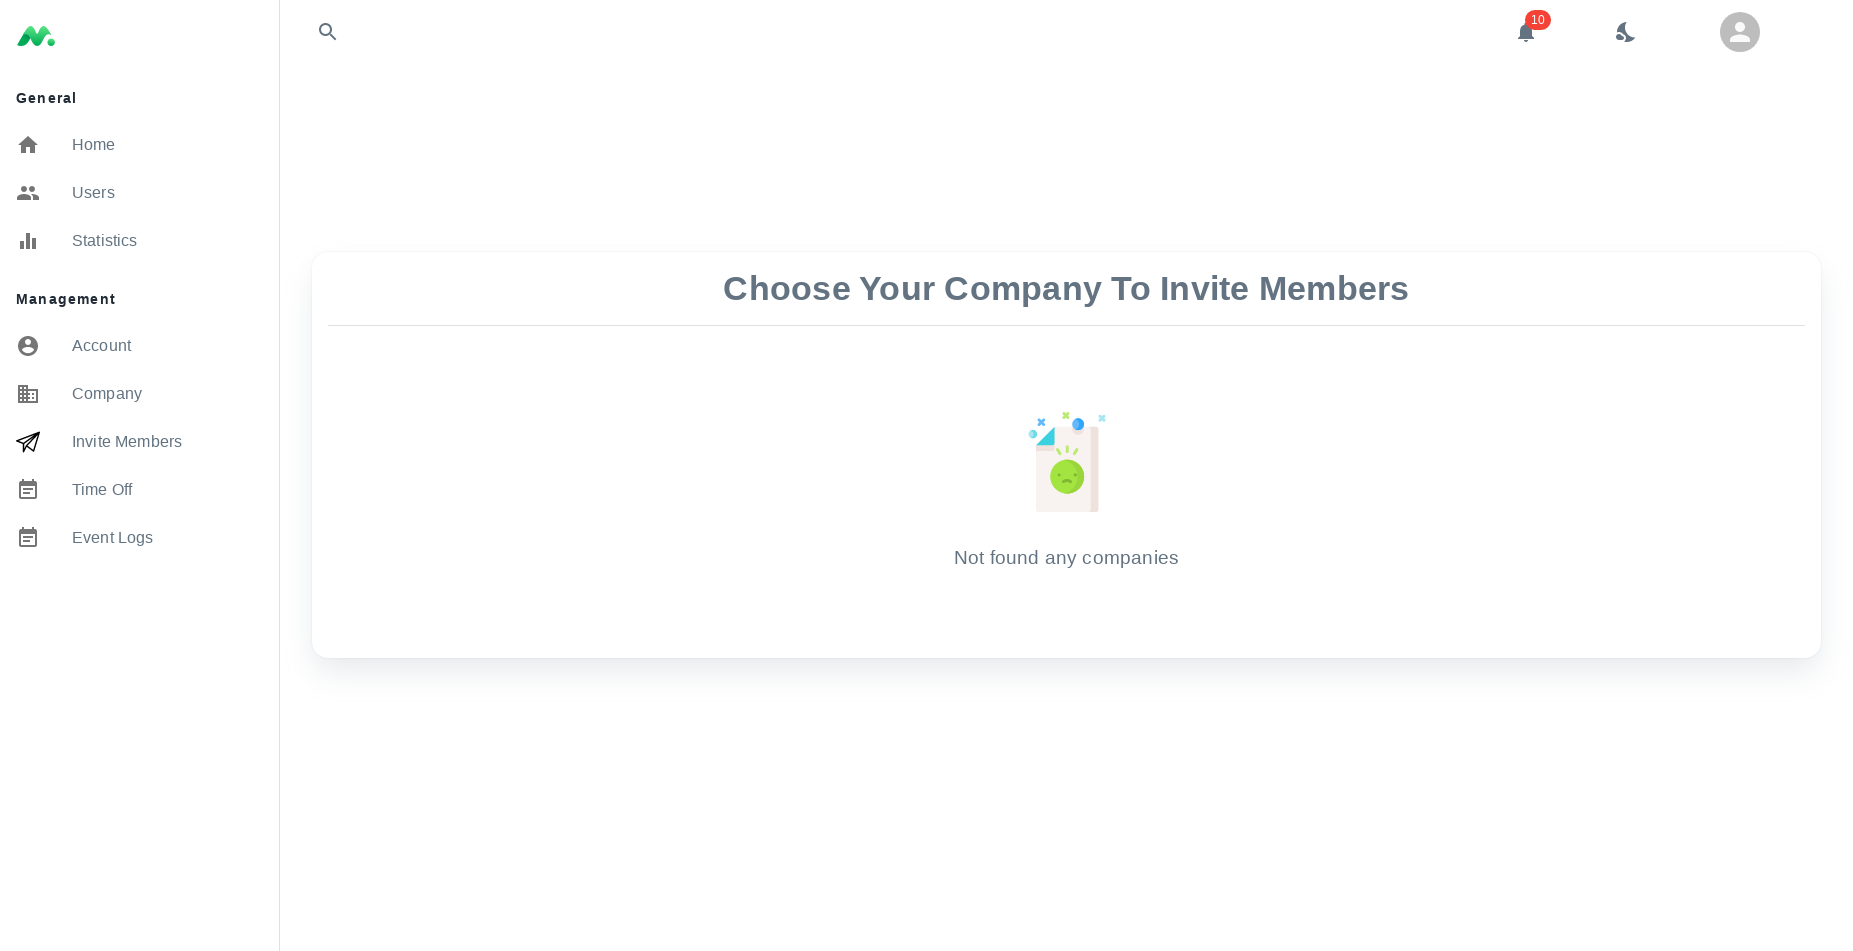 10
General
Home
Users
Statistics
Management
Account
Company
Invite Members
Time Off
Event Logs
Choose Your Company To Invite Members
Not found any companies